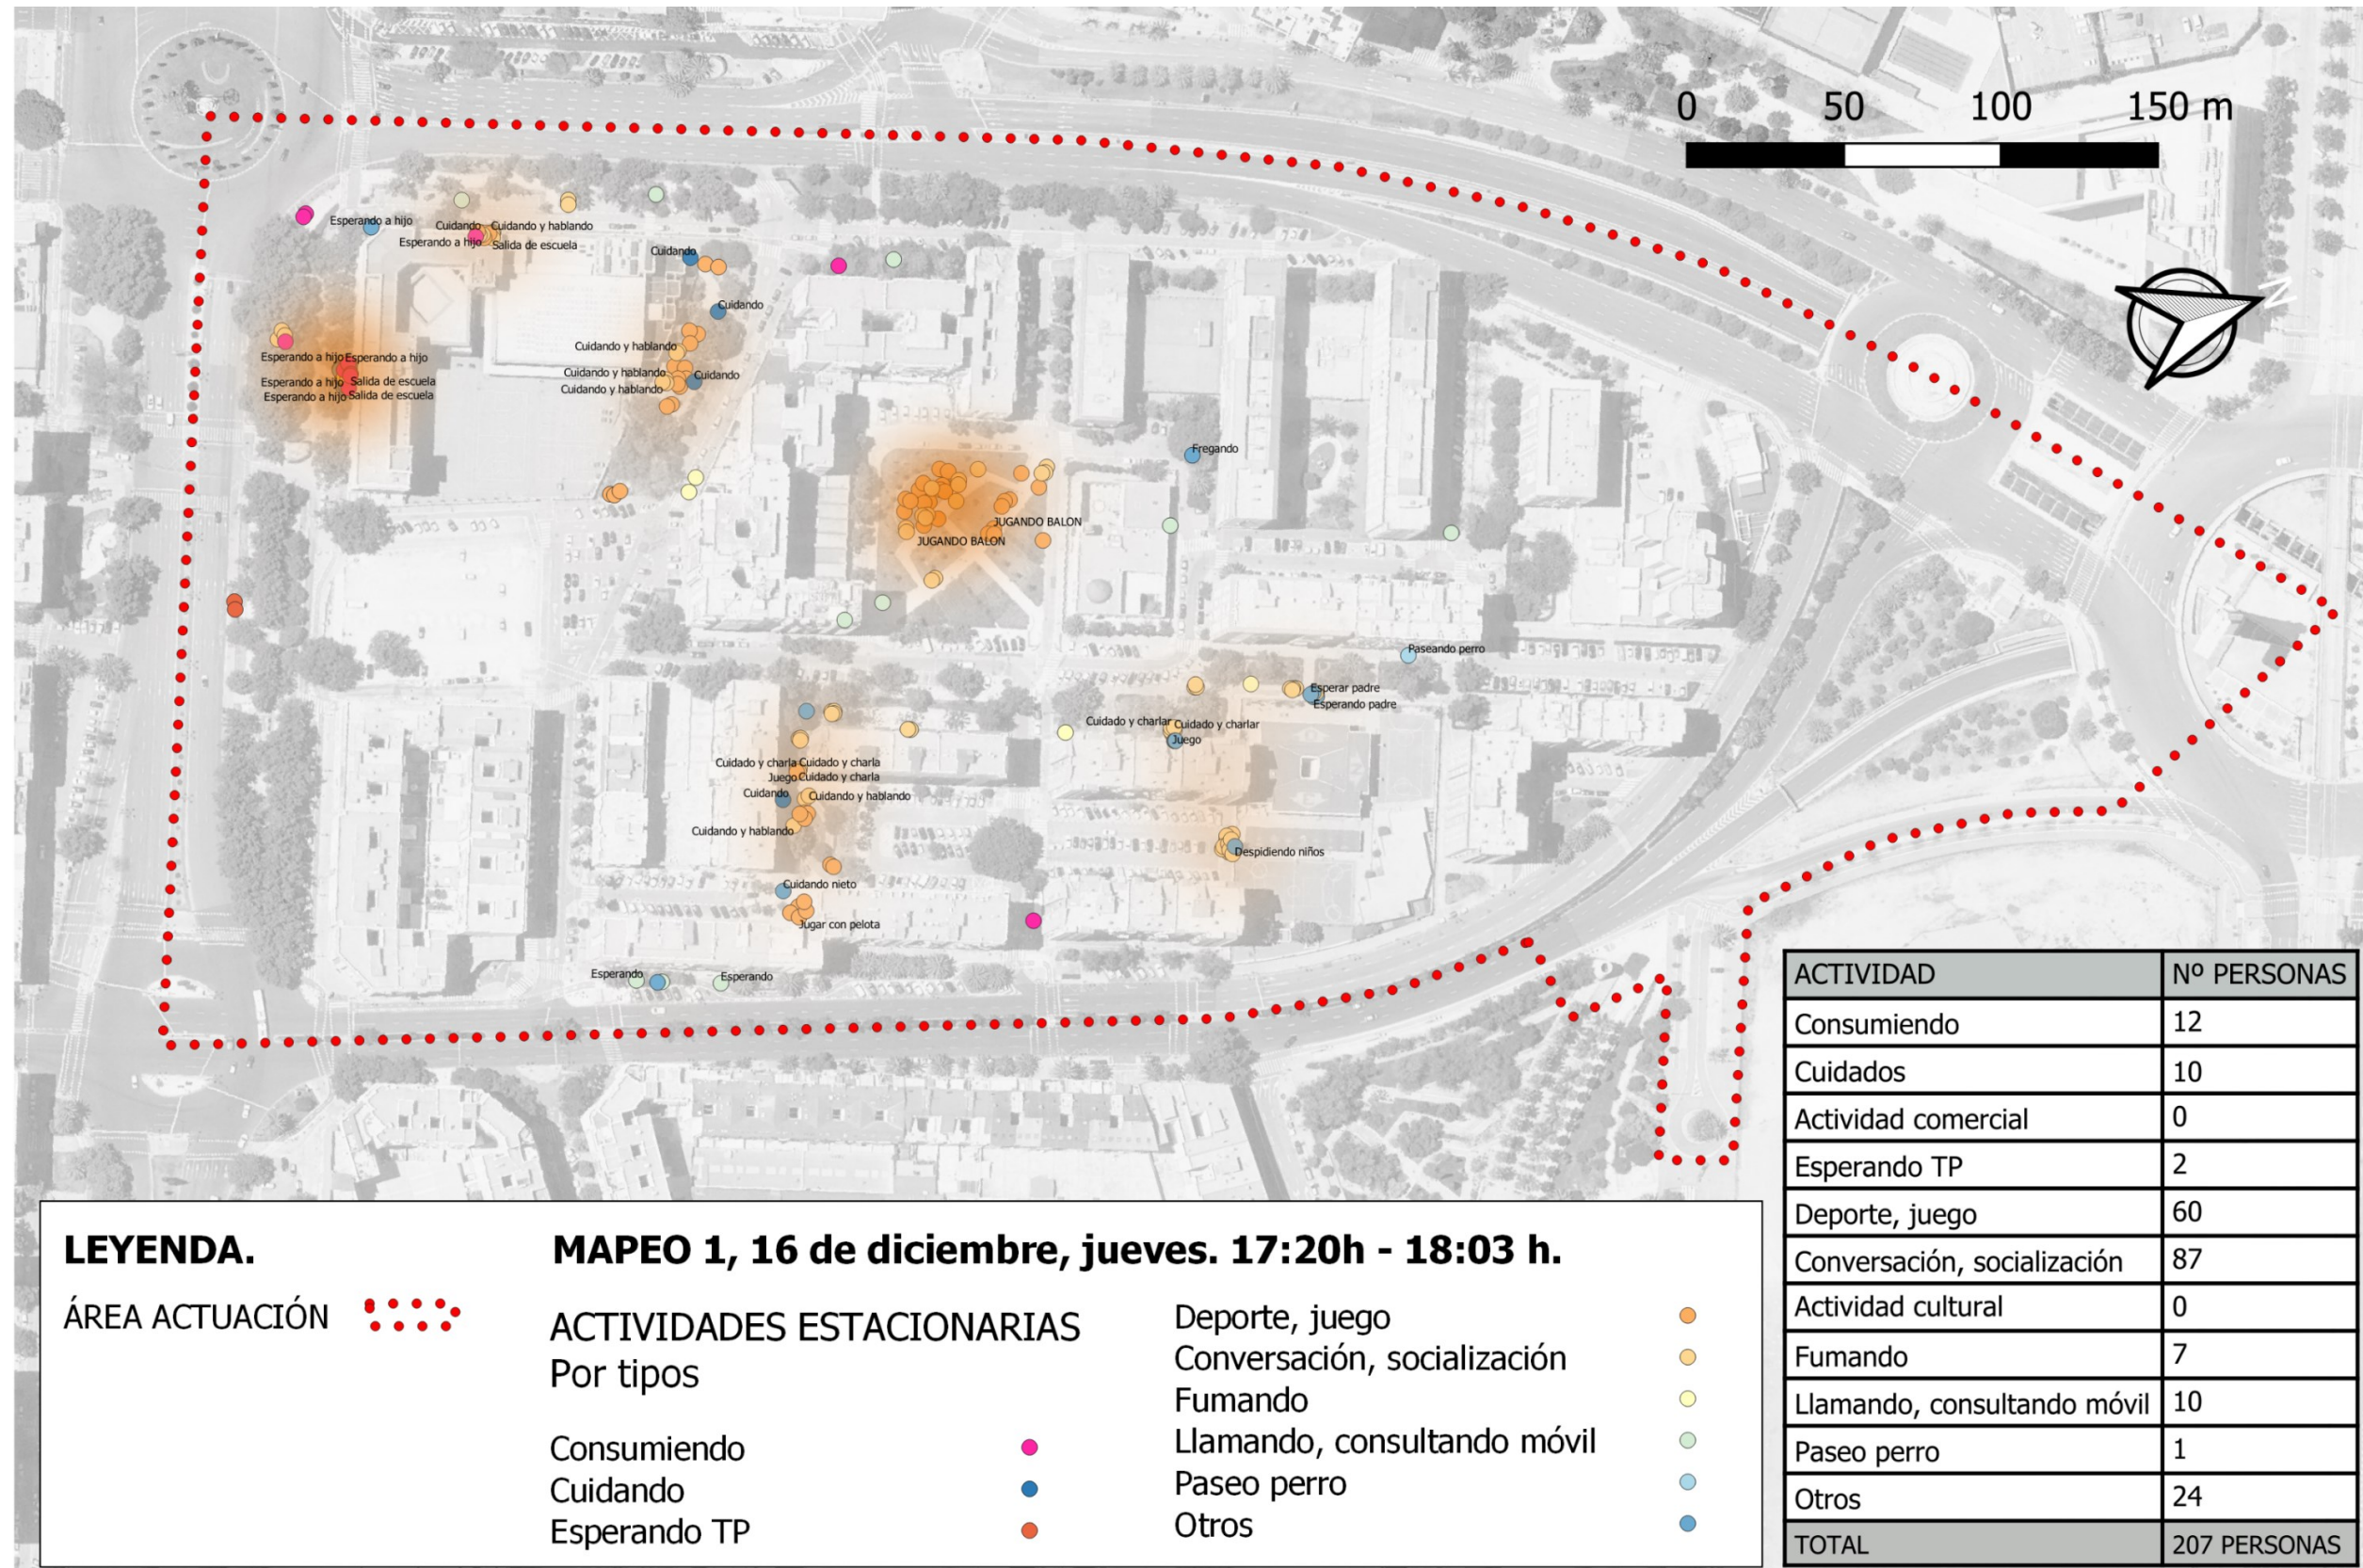 0 50 100 150 m
N
Esperando a hijo
Cuidando
Cuidando y hablando
Esperando a hijo
Salida de escuela
Cuidando
Cuidando
Cuidando y hablando
Esperando a hijo
Esperando a hijo
Cuidando y hablando
Cuidando
Esperando a hijo
Salida de escuela
Cuidando y hablando
Esperando a hijo
Salida de escuela
Fregando
JUGANDO BALON
JUGANDO BALON
Paseando perro
Esperar padre
Esperando padre
Cuidado y charlar
Cuidado y charlar
Juego
Cuidado y charla
Cuidado y charla
Juego
Cuidado y charla
Cuidando
Cuidando y hablando
Cuidando y hablando
Despidiendo niños
Cuidando nieto
Jugar con pelota
Esperando
Esperando
ACTIVIDAD Nº PERSONAS
Consumiendo 12
Cuidados 10
Actividad comercial 0
Esperando TP 2
Deporte, juego 60
Conversación, socialización 87
Actividad cultural 0
Fumando 7
Llamando, consultando móvil 10
Paseo perro 1
Otros 24
TOTAL 207 PERSONAS
LEYENDA.
ÁREA ACTUACIÓN
MAPEO 1, 16 de diciembre, jueves. 17:20h - 18:03 h.
ACTIVIDADES ESTACIONARIAS
Por tipos
Consumiendo
Cuidando
Esperando TP
Deporte, juego
Conversación, socialización
Fumando
Llamando, consultando móvil
Paseo perro
Otros